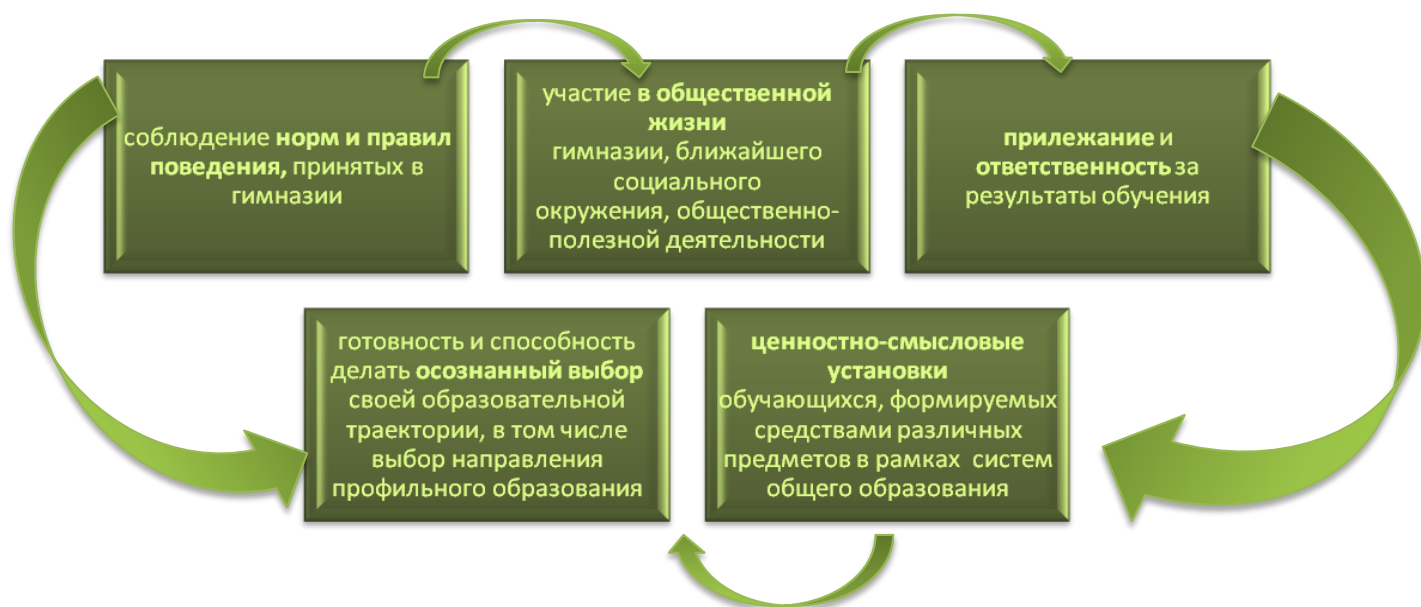 соблюдение норм и правил
поведения, принятых в
гимназии
участие в общественной
жизни
гимназии, ближайшего
социального
окружения, общественно-
полезной деятельности
прилежание и
ответственность за
результаты обучения
готовность и способность
делать осознанный выбор
своей образовательной
траектории, в том числе
выбор направления
профильного образования
ценностно-смысловые
установки
обучающихся, формируемых
средствами различных
предметов в рамках  систем
общего образования